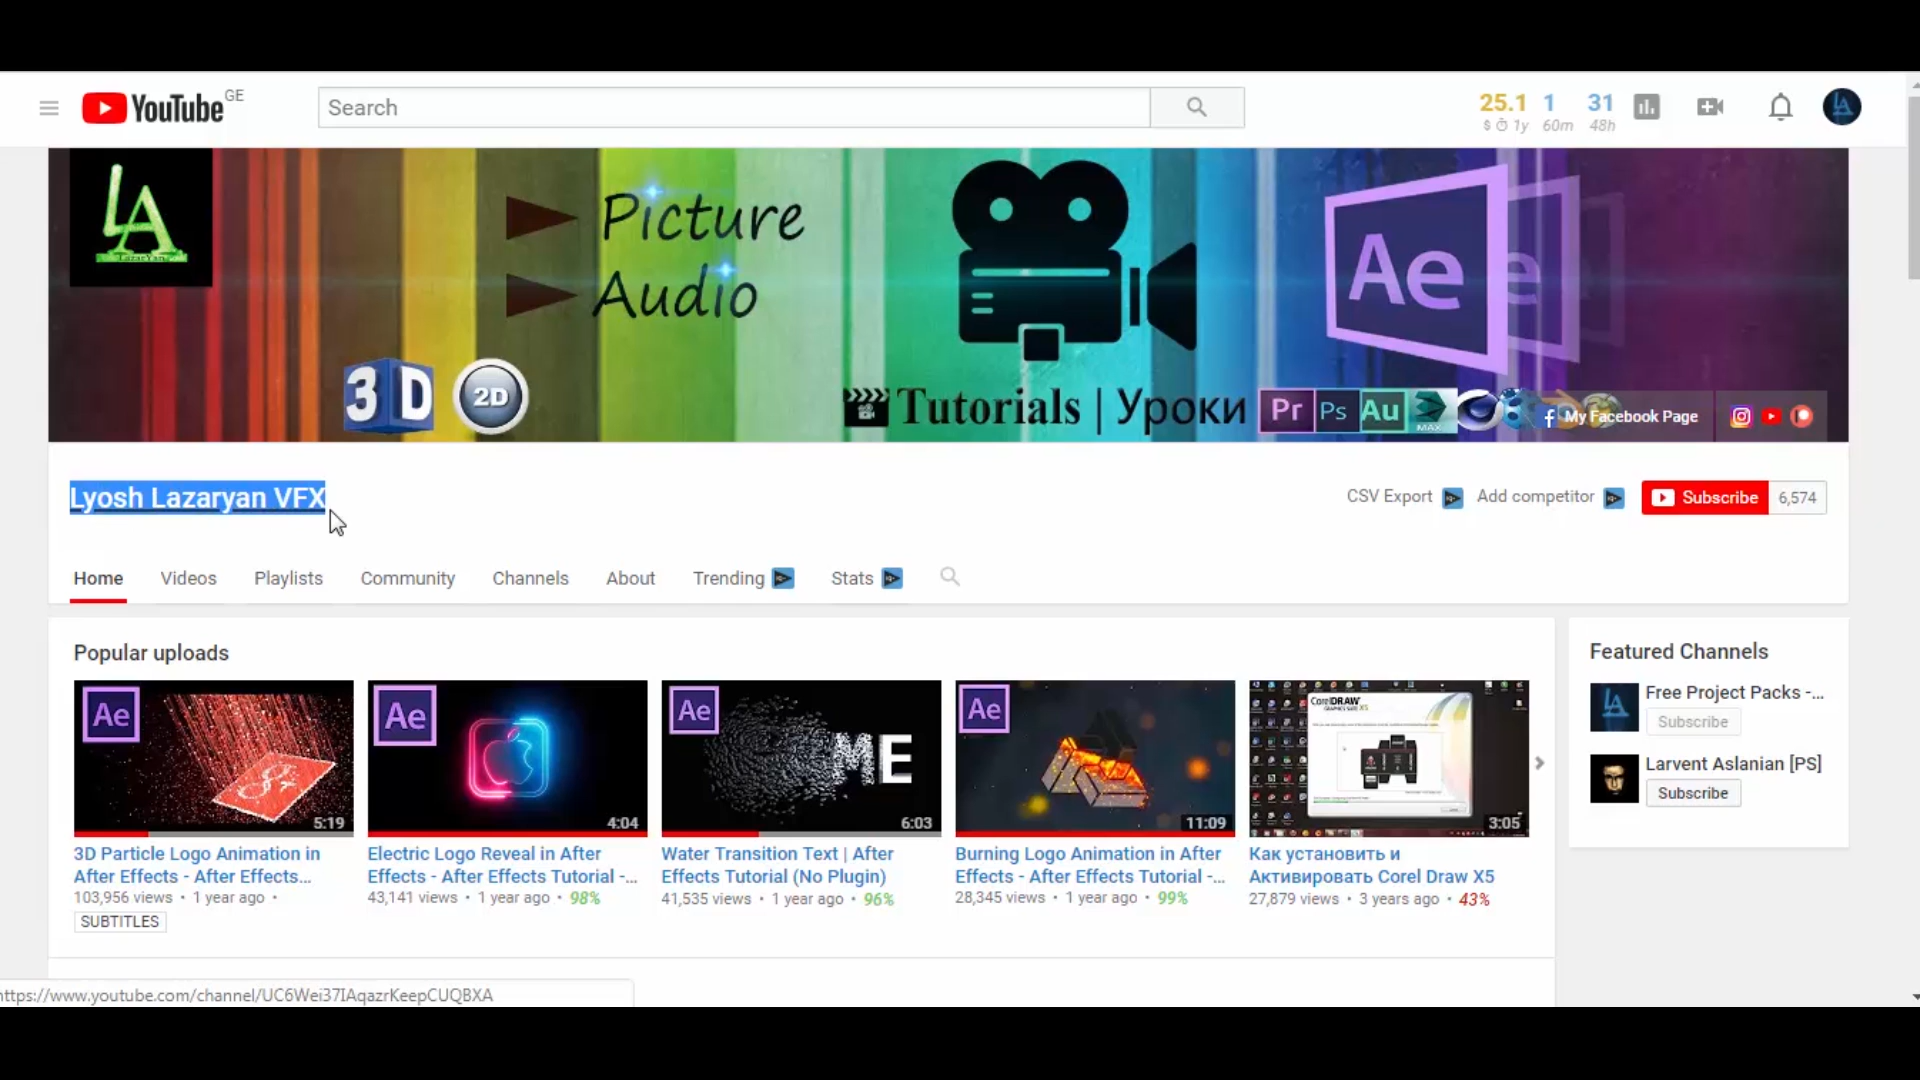 YouTube GE
Search
25.1 1 31
$ 1y 60m 48h
LA
LazarYan
Picture
Audio
Ae
3D 2D
Tutorials | Уроки Pr Ps Au MAX
My Facebook Page
Lyosh Lazaryan VFX
CSV Export Add competitor Subscribe 6,574
Home Videos Playlists Community Channels About Trending Stats
Popular uploads
Ae
5:19
3D Particle Logo Animation in
After Effects - After Effects...
103,956 views • 1 year ago •
SUBTITLES
Ae
4:04
Electric Logo Reveal in After
Effects - After Effects Tutorial -...
43,141 views • 1 year ago • 98%
Ae
ME
6:03
Water Transition Text | After
Effects Tutorial (No Plugin)
41,535 views • 1 year ago • 96%
Ae
11:09
Burning Logo Animation in After
Effects - After Effects Tutorial -...
28,345 views • 1 year ago • 99%
CorelDRAW
3:05
Как установить и
Активировать Corel Draw X5
27,879 views • 3 years ago • 43%
Featured Channels
Free Project Packs -...
Subscribe
Larvent Aslanian [PS]
Subscribe
https://www.youtube.com/channel/UC6Wei37IAqazrKeepCUQBXA